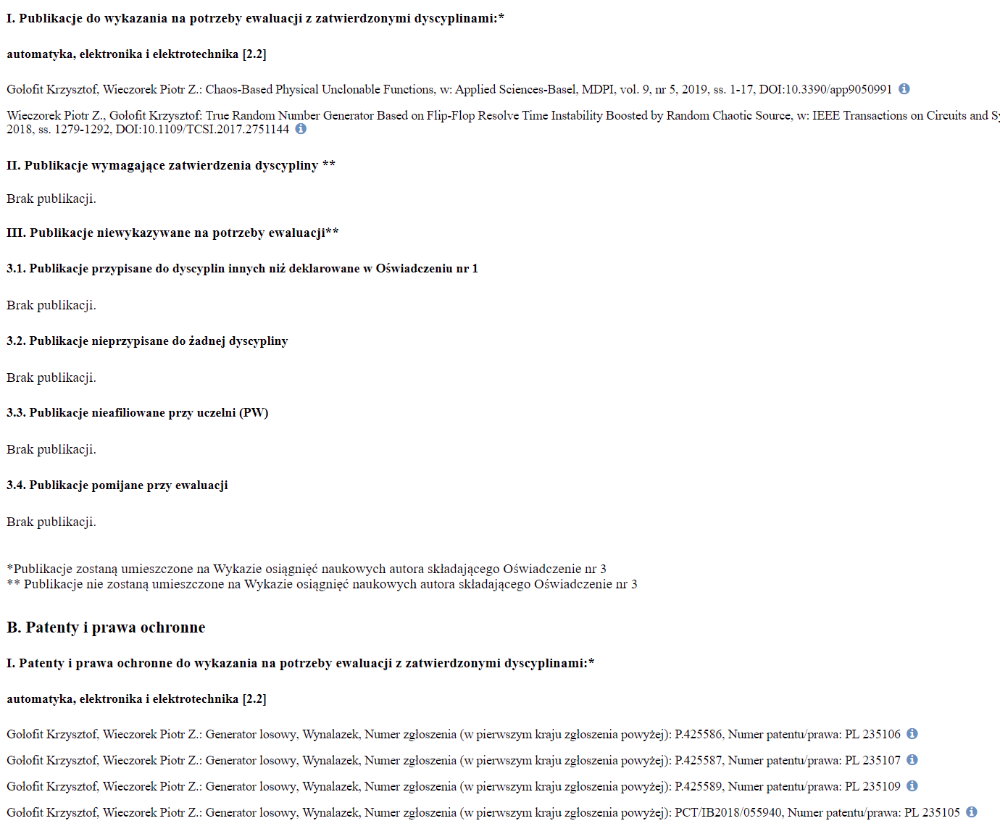 I. Publikacje do wykazania na potrzeby ewaluacji z zatwierdzonymi dyscyplinami:*
automatyka, elektronika i elektrotechnika [2.2]
Gołofit Krzysztof, Wieczorek Piotr Z.: Chaos-Based Physical Unclonable Functions, w: Applied Sciences-Basel, MDPI, vol. 9, nr 5, 2019, ss. 1-17, DOI:10.3390/app9050991
Wieczorek Piotr Z., Gołofit Krzysztof: True Random Number Generator Based on Flip-Flop Resolve Time Instability Boosted by Random Chaotic Source, w: IEEE Transactions on Circuits and Sy
2018, ss. 1279-1292, DOI:10.1109/TCSI.2017.2751144
II. Publikacje wymagające zatwierdzenia dyscypliny **
Brak publikacji.
III. Publikacje niewykazywane na potrzeby ewaluacji**
3.1. Publikacje przypisane do dyscyplin innych niż deklarowane w Oświadczeniu nr 1
Brak publikacji.
3.2. Publikacje nieprzypisane do żadnej dyscypliny
Brak publikacji.
3.3. Publikacje nieafiliowane przy uczelni (PW)
Brak publikacji.
3.4. Publikacje pomijane przy ewaluacji
Brak publikacji.
*Publikacje zostaną umieszczone na Wykazie osiągnięć naukowych autora składającego Oświadczenie nr 3
** Publikacje nie zostaną umieszczone na Wykazie osiągnięć naukowych autora składającego Oświadczenie nr 3
B. Patenty i prawa ochronne
I. Patenty i prawa ochronne do wykazania na potrzeby ewaluacji z zatwierdzonymi dyscyplinami:*
automatyka, elektronika i elektrotechnika [2.2]
Gołofit Krzysztof, Wieczorek Piotr Z.: Generator losowy, Wynalazek, Numer zgłoszenia (w pierwszym kraju zgłoszenia powyżej): P.425586, Numer patentu/prawa: PL 235106
Gołofit Krzysztof, Wieczorek Piotr Z.: Generator losowy, Wynalazek, Numer zgłoszenia (w pierwszym kraju zgłoszenia powyżej): P.425587, Numer patentu/prawa: PL 235107
Gołofit Krzysztof, Wieczorek Piotr Z.: Generator losowy, Wynalazek, Numer zgłoszenia (w pierwszym kraju zgłoszenia powyżej): P.425589, Numer patentu/prawa: PL 235109
Gołofit Krzysztof, Wieczorek Piotr Z.: Generator losowy, Wynalazek, Numer zgłoszenia (w pierwszym kraju zgłoszenia powyżej): PCT/IB2018/055940, Numer patentu/prawa: PL 235105